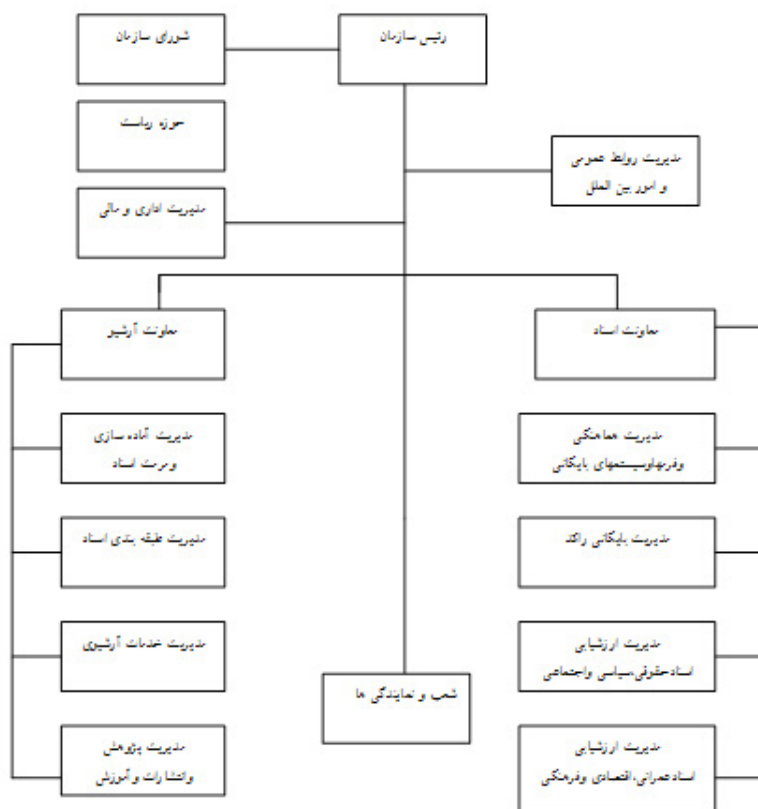 رئیس سازمان
شورای سازمان
حوزه ریاست
مدیریت روابط عمومی
و امور بین الملل
مدیریت اداری و مالی
معاونت اسناد
معاونت آرشیو
مدیریت هماهنگی
وفرمهاوسیستمهای بایگانی
مدیریت آماده سازی
ومرمت اسناد
مدیریت بایگانی راکد
مدیریت طبقه بندی اسناد
مدیریت ارزشیابی
اسنادحقوقی،سیاسی واجتماعی
مدیریت خدمات آرشیوی
شعب و نمایندگی ها
مدیریت ارزشیابی
اسنادعمرانی،اقتصادی وفرهنگی
مدیریت پژوهش
وانتشارات و آموزش